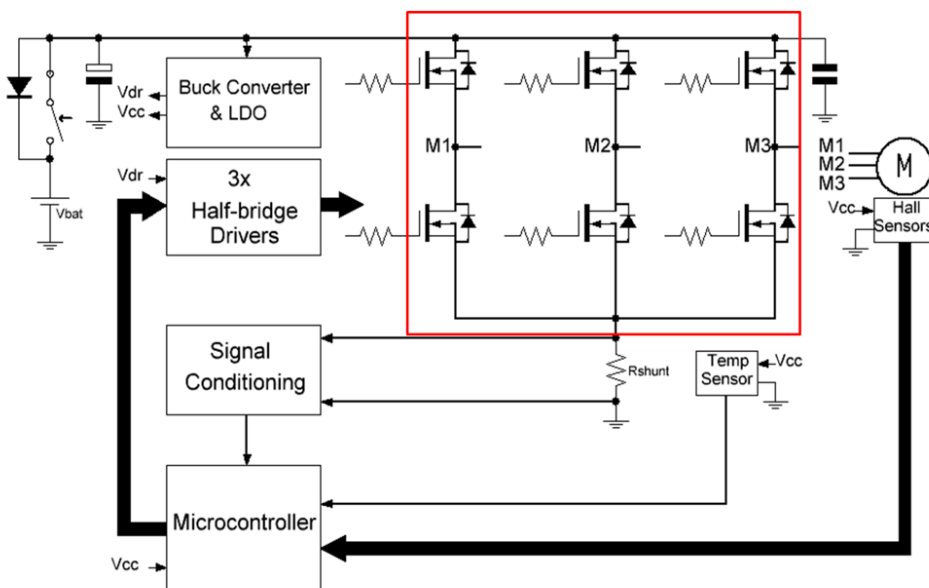 Buck Converter
& LDO
Vdr
Vcc
M1
M2
M3
M1
M2
M3
M
Vdr
3x
Half-bridge
Drivers
Vbat
Vcc
Hall
Sensors
Signal
Conditioning
Rshunt
Temp
Sensor
Vcc
Microcontroller
Vcc